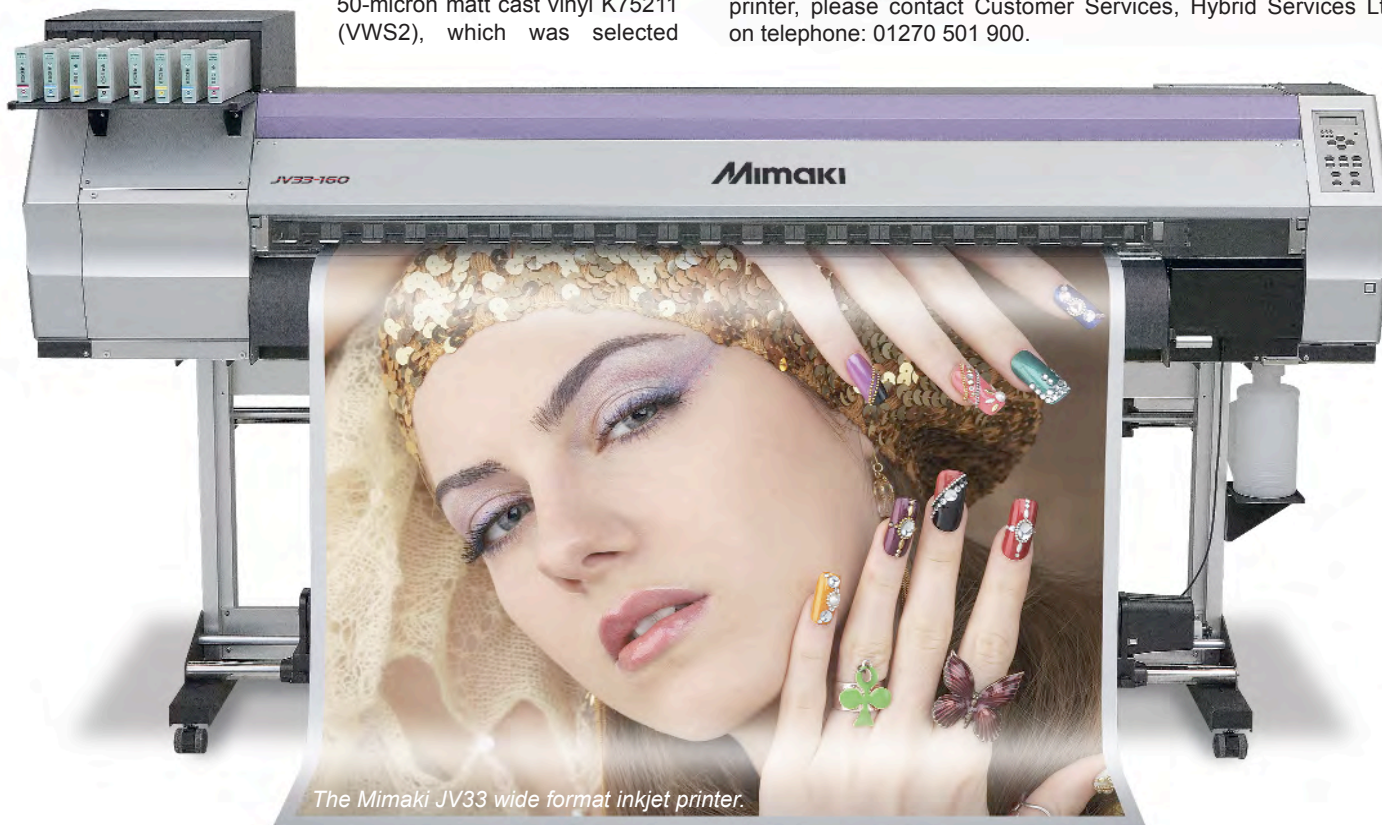 50-micron matt cast vinyl K75211
(VWS2), which was selected
printer, please contact Customer Services, Hybrid Services Lt
on telephone: 01270 501 900.
JV33-160
Mimaki
The Mimaki JV33 wide format inkjet printer.